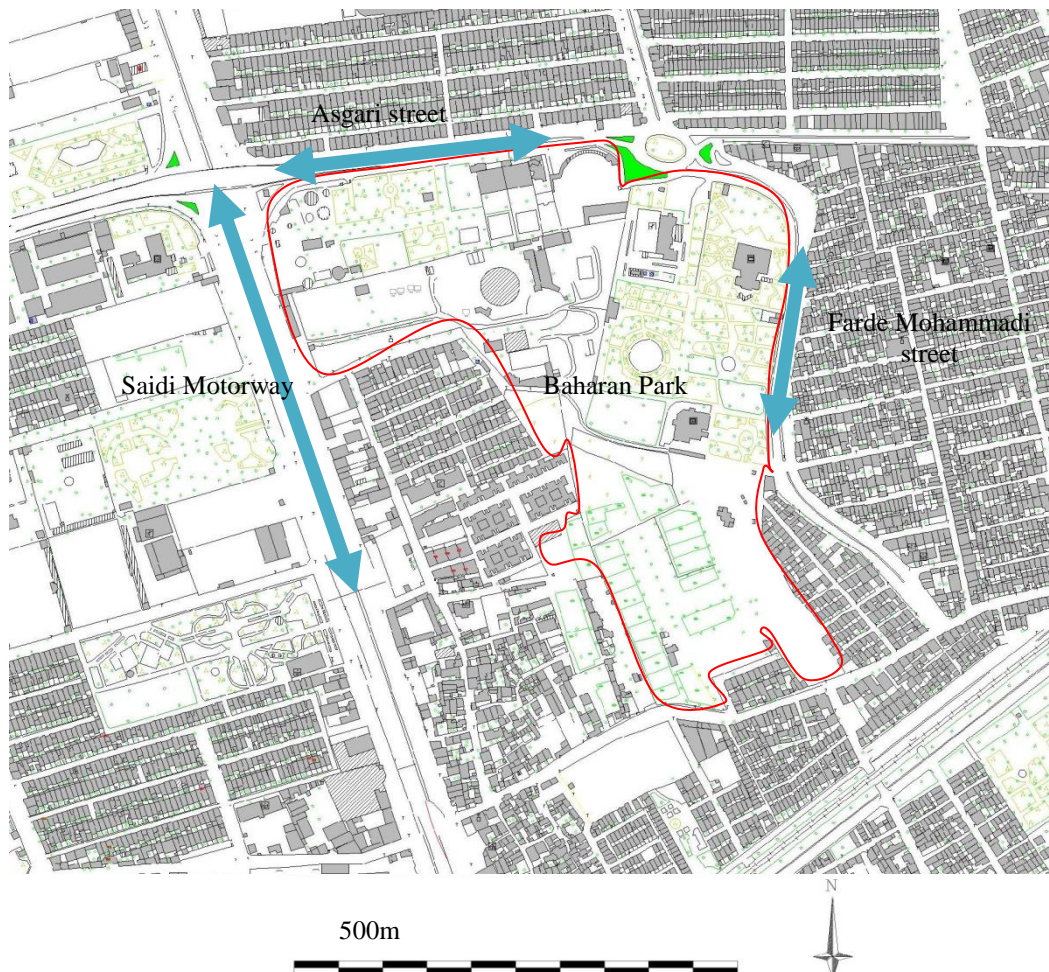 Asgari street
Farde Mohammadi
street
Saidi Motorway
Baharan Park
N
500m